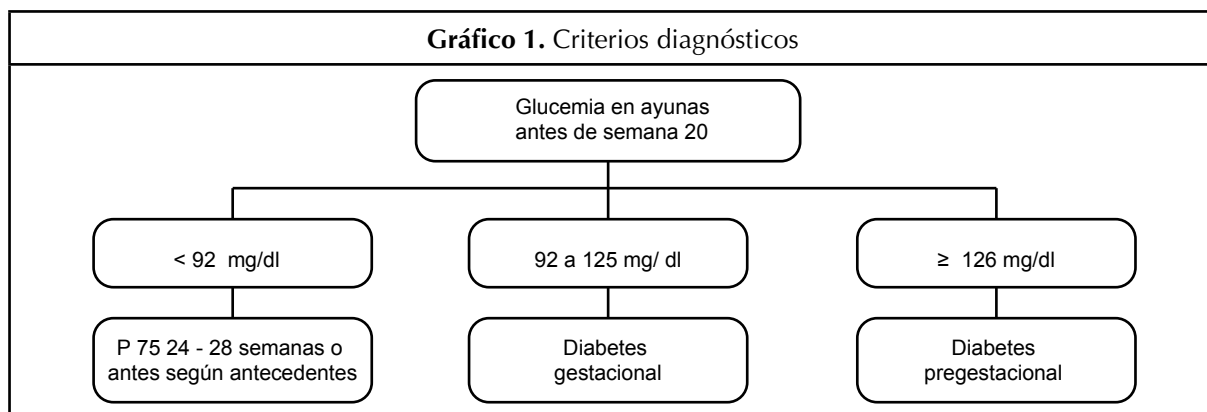 Gráfico 1. Criterios diagnósticos
Glucemia en ayunas
antes de semana 20
< 92 mg/dl
92 a 125 mg/ dl
≥ 126 mg/dl
P 75 24 - 28 semanas o
antes según antecedentes
Diabetes
gestacional
Diabetes
pregestacional